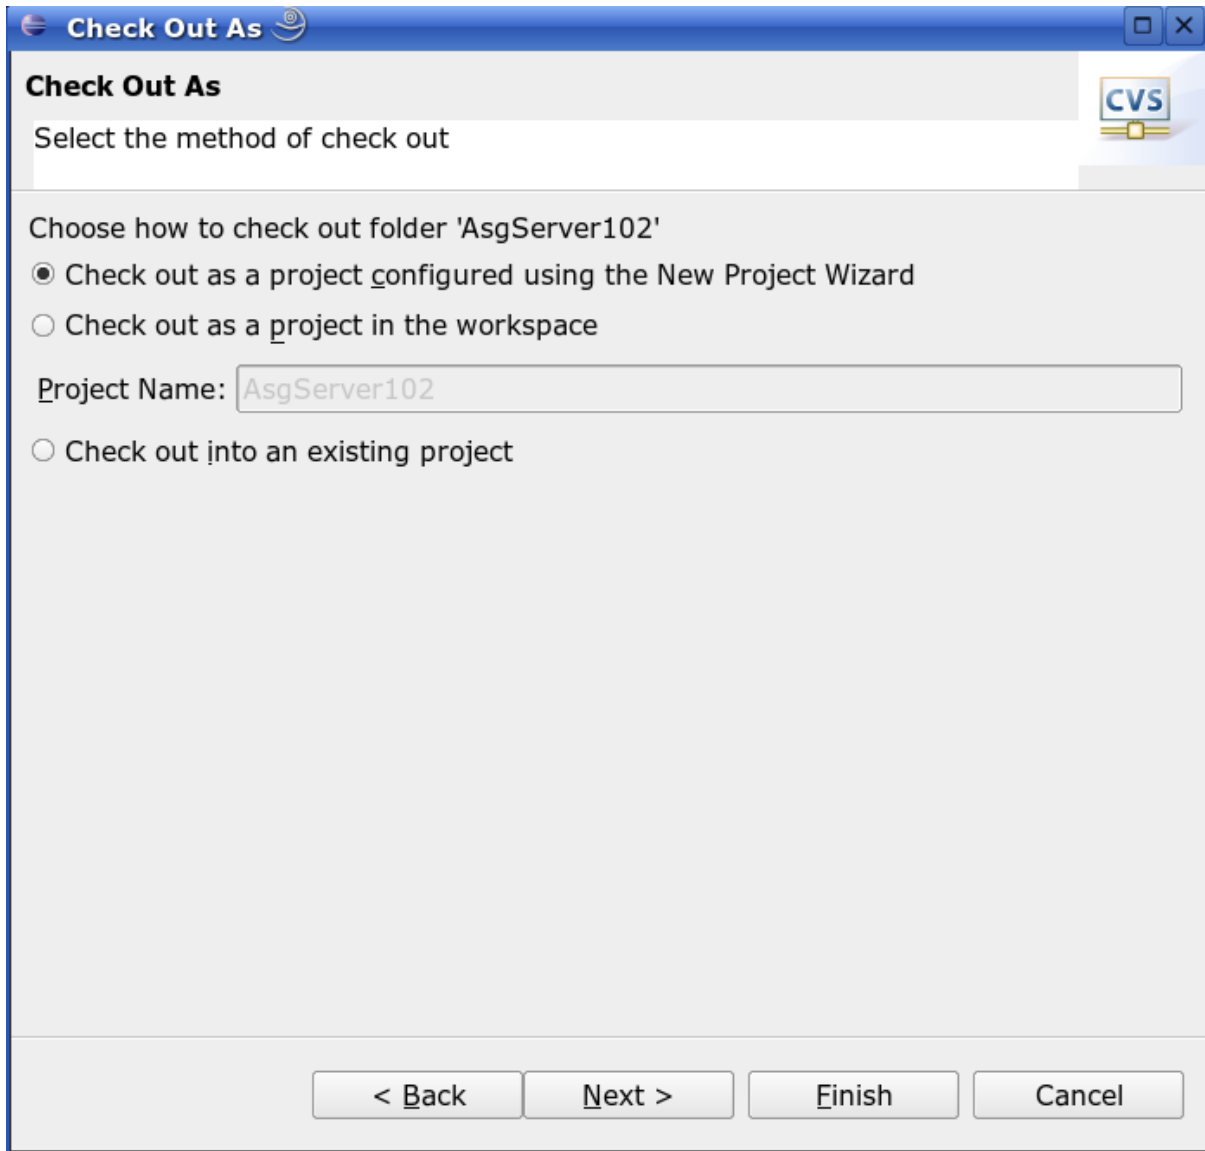 Check Out As
Check Out As
CVS
Select the method of check out
Choose how to check out folder 'AsgServer102'
Check out as a project configured using the New Project Wizard
Check out as a project in the workspace
Project Name: AsgServer102
Check out into an existing project
< Back Next > Finish Cancel